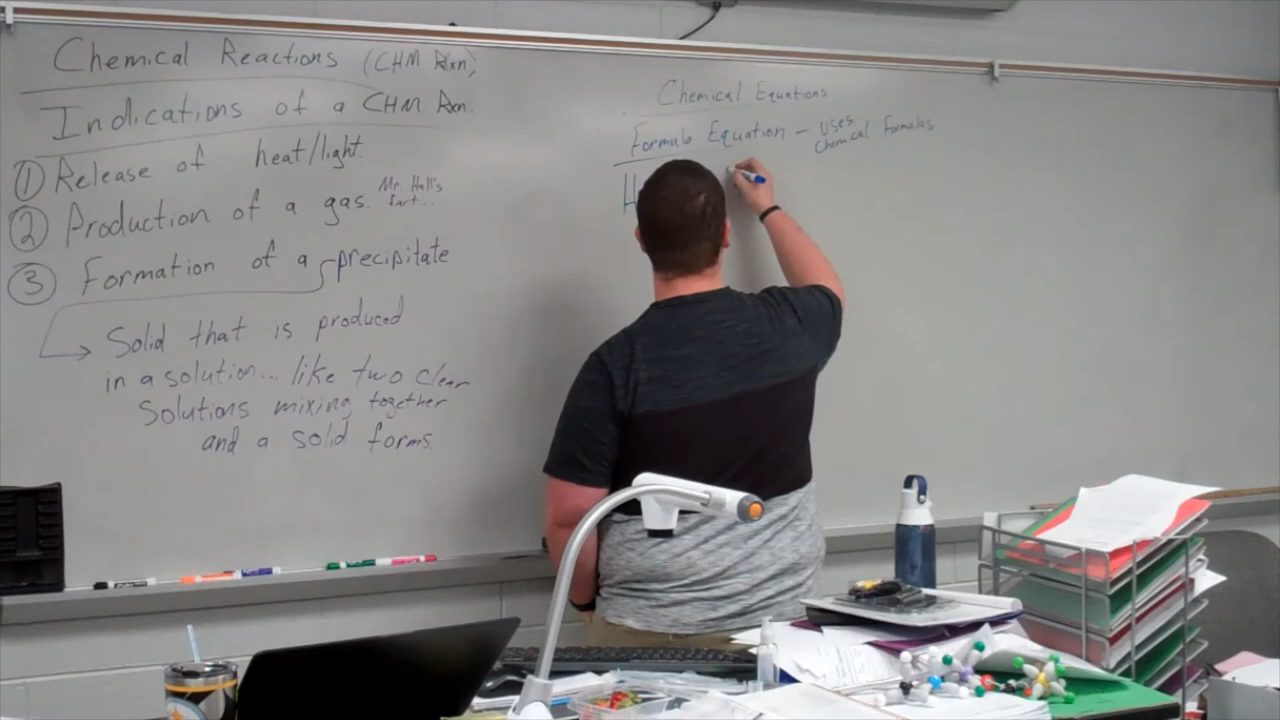 Chemical Reactions (CHM Rxn)
Indications of a CHM Rxn.
① Release of heat/light
② Production of a gas. Mr. Hall's
fart...
③ Formation of a precipitate
Solid that is produced
in a solution... like two clear
Solutions mixing together
and a solid forms.
Chemical Equations
Formula Equation - Uses
Chemical Formulas
H